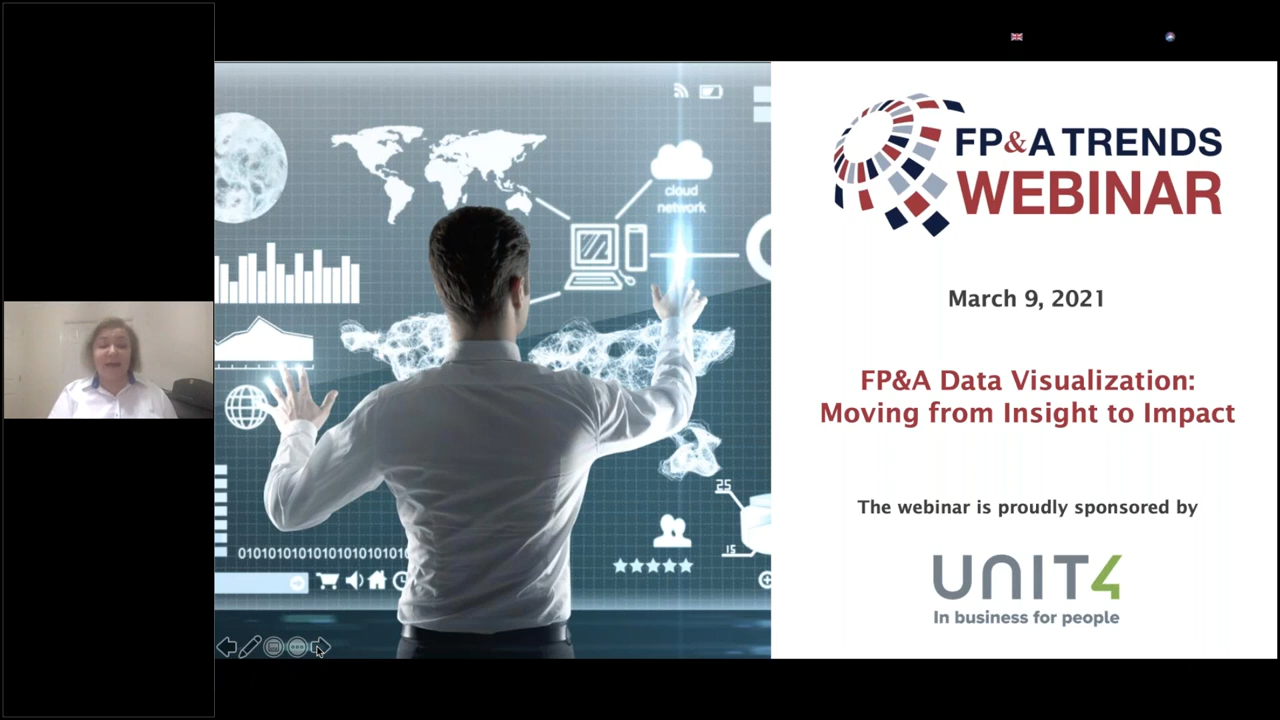 cloud
network
25
15
01010101010101010101010
FP&A TRENDS
WEBINAR
March 9, 2021
FP&A Data Visualization:
Moving from Insight to Impact
The webinar is proudly sponsored by
UNIT4
In business for people